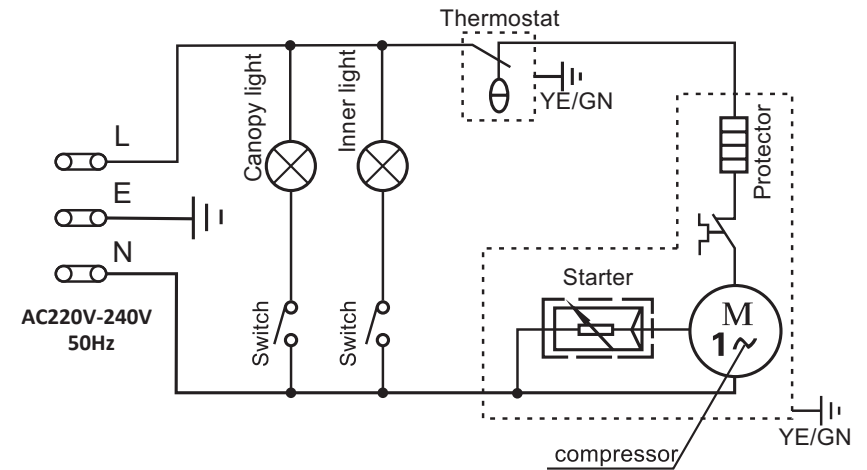 Thermostat
YE/GN
Canopy light
Inner light
Protector
L
E
N
AC220V-240V
50Hz
Switch
Switch
Starter
M
1
compressor
YE/GN